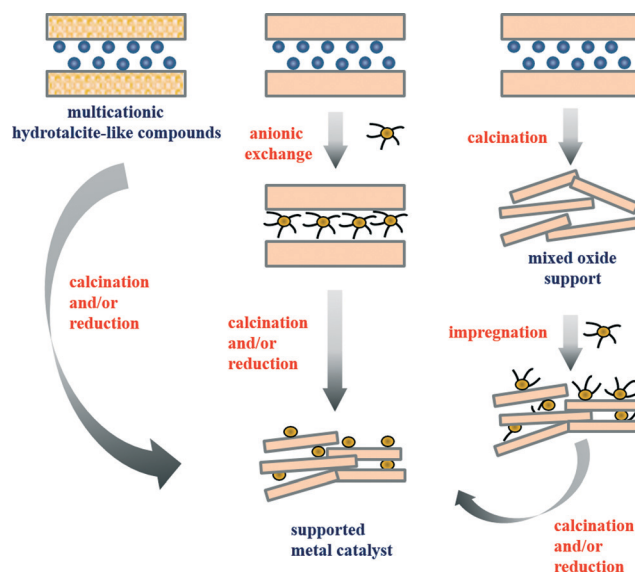 multicationic
hydrotalcite-like compounds
calcination
and/or
reduction
anionic
exchange
calcination
and/or
reduction
supported
metal catalyst
calcination
mixed oxide
support
impregnation
calcination
and/or
reduction